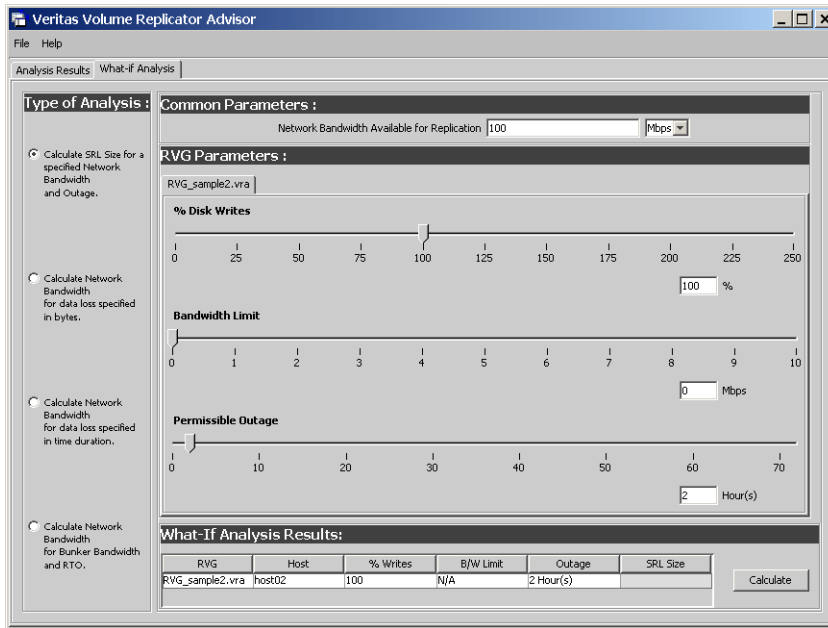 Veritas Volume Replicator Advisor
File Help
Analysis Results What-if Analysis
Type of Analysis :
Calculate SRL Size for a
specified Network
Bandwidth
and Outage.
Calculate Network
Bandwidth
for data loss specified
in bytes.
Calculate Network
Bandwidth
for data loss specified
in time duration.
Calculate Network
Bandwidth
for Bunker Bandwidth
and RTO.
Common Parameters :
Network Bandwidth Available for Replication 100 Mbps
RVG Parameters :
RVG_sample2.vra
% Disk Writes
0 25 50 75 100 125 150 175 200 225 250
100 %
Bandwidth Limit
0 1 2 3 4 5 6 7 8 9 10
0 Mbps
Permissible Outage
0 10 20 30 40 50 60 70
2 Hour(s)
What-If Analysis Results:
RVG Host % Writes B/W Limit Outage SRL Size
RVG_sample2.vra host02 100 N/A 2 Hour(s)
Calculate